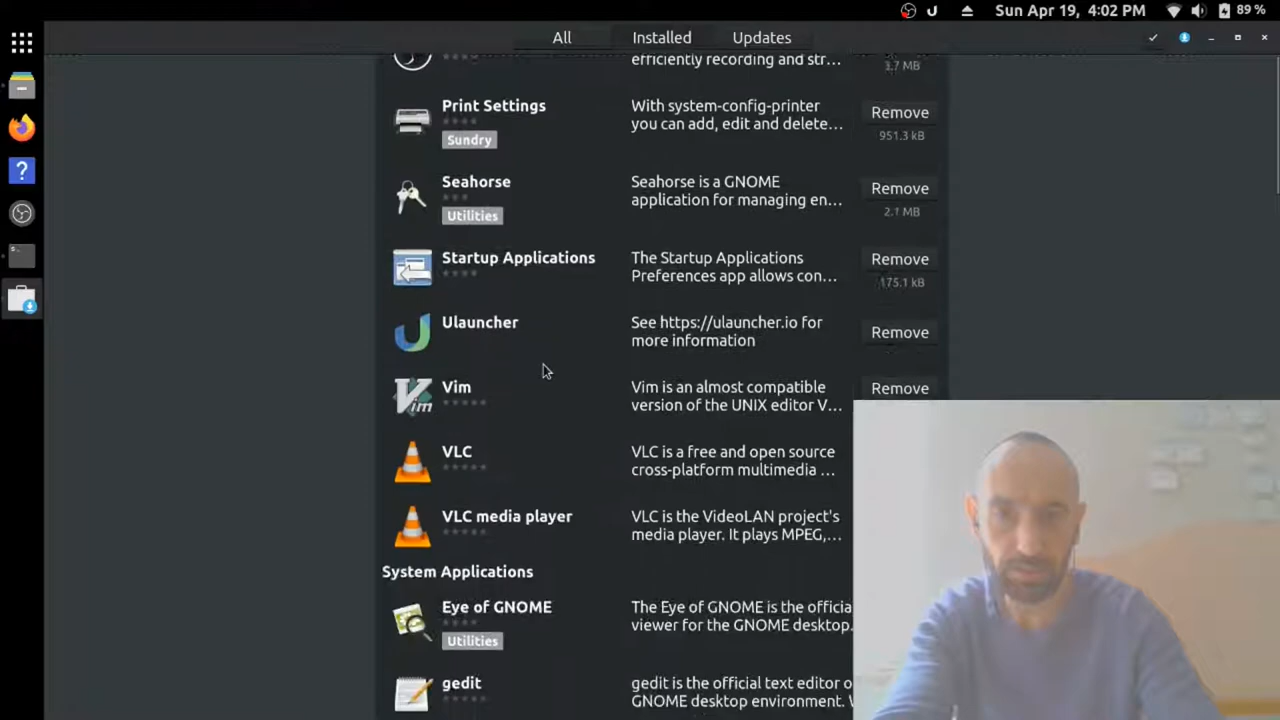 Sun Apr 19, 4:02 PM
89 %
All
Installed
Updates
efficiently recording and str...
3.7 MB
Print Settings
Sundry
With system-config-printer
you can add, edit and delete...
Remove
951.3 kB
Seahorse
Utilities
Seahorse is a GNOME
application for managing en...
Remove
2.1 MB
Startup Applications
The Startup Applications
Preferences app allows con...
Remove
175.1 kB
Ulauncher
See https://ulauncher.io for
more information
Remove
Vim
Vim is an almost compatible
version of the UNIX editor V...
Remove
VLC
VLC is a free and open source
cross-platform multimedia ...
VLC media player
VLC is the VideoLAN project's
media player. It plays MPEG,...
System Applications
Eye of GNOME
Utilities
The Eye of GNOME is the officia
viewer for the GNOME desktop.
gedit
gedit is the official text editor o
GNOME desktop environment.